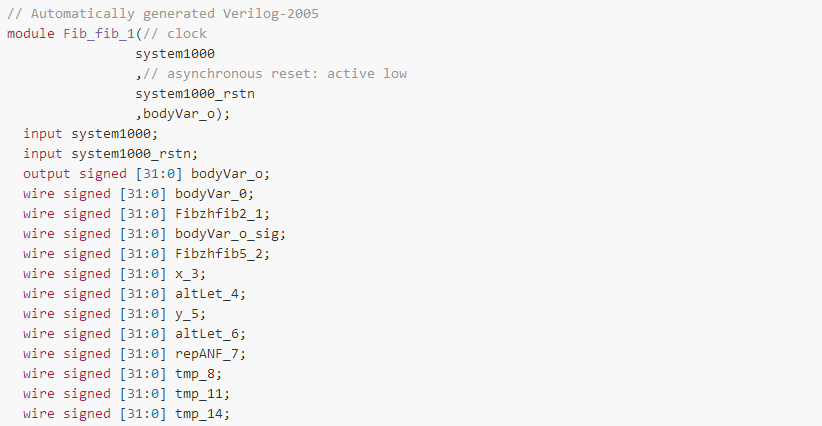 // Automatically generated Verilog-2005
module Fib_fib_1(// clock
                system1000
                ,// asynchronous reset: active low
                system1000_rstn
                ,bodyVar_o);
  input system1000;
  input system1000_rstn;
  output signed [31:0] bodyVar_o;
  wire signed [31:0] bodyVar_0;
  wire signed [31:0] Fibzhfib2_1;
  wire signed [31:0] bodyVar_o_sig;
  wire signed [31:0] Fibzhfib5_2;
  wire signed [31:0] x_3;
  wire signed [31:0] altLet_4;
  wire signed [31:0] y_5;
  wire signed [31:0] altLet_6;
  wire signed [31:0] repANF_7;
  wire signed [31:0] tmp_8;
  wire signed [31:0] tmp_11;
  wire signed [31:0] tmp_14;